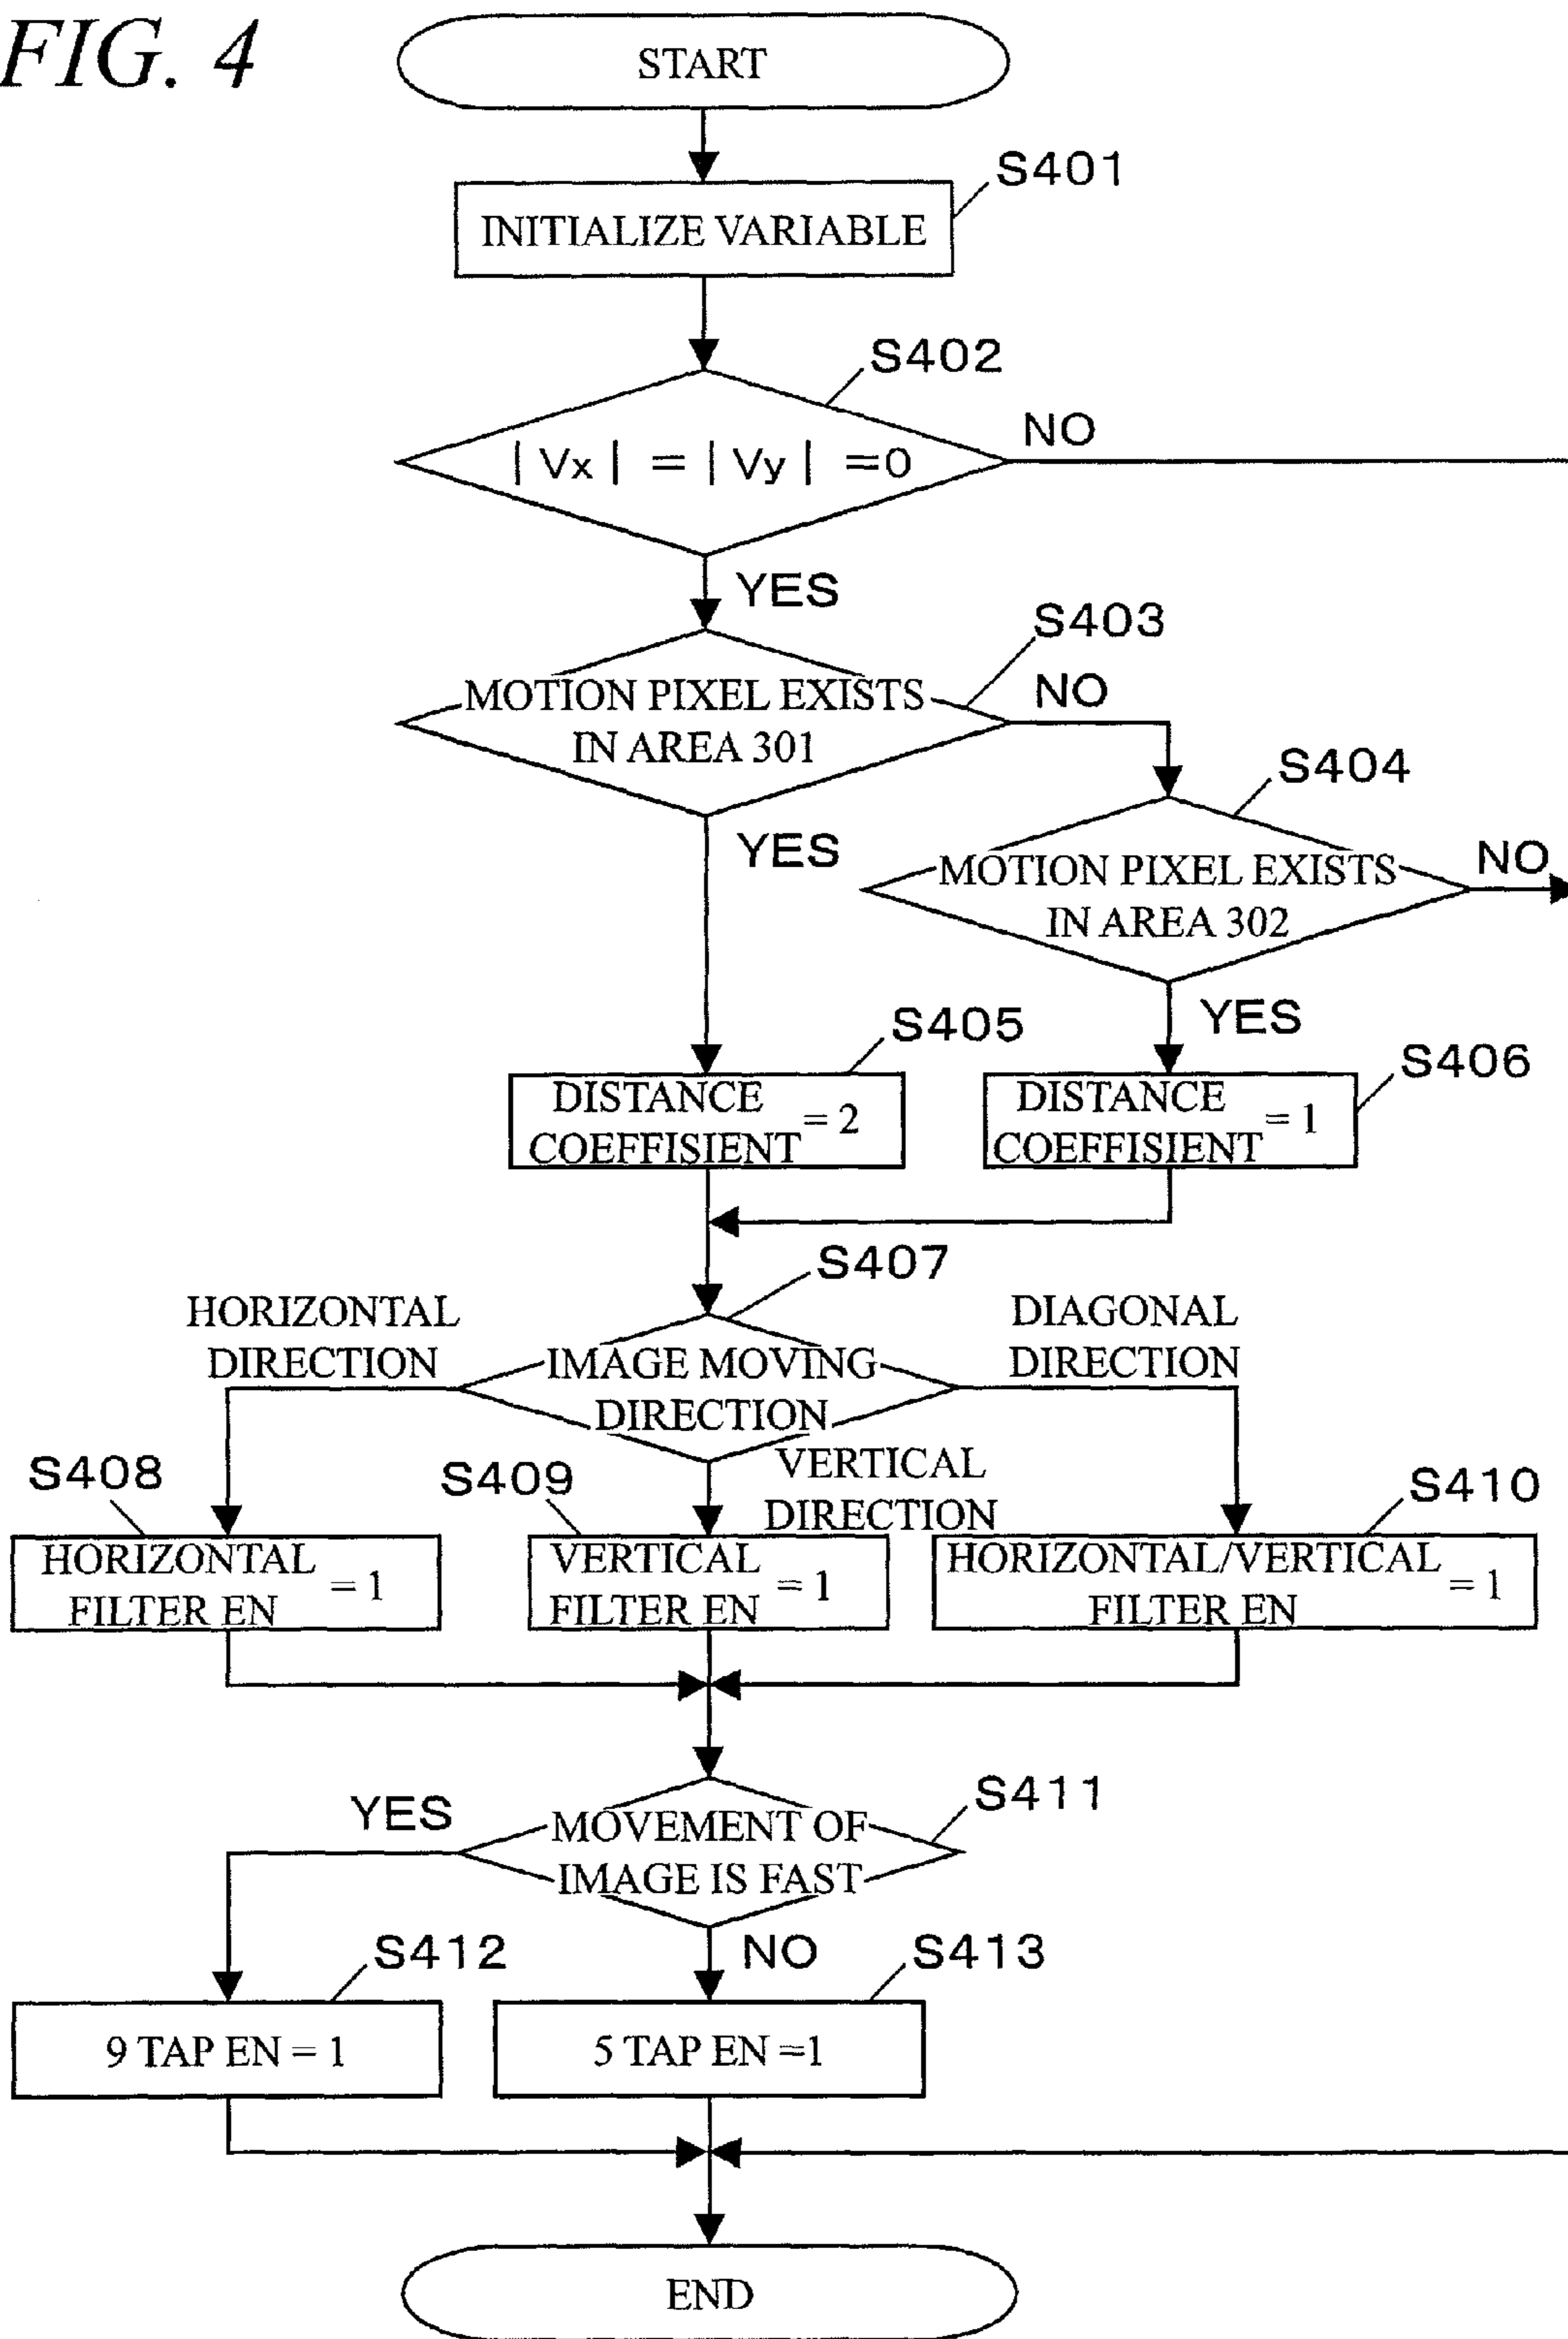 FIG. 4
START
S401
INITIALIZE VARIABLE
S402
| Vx | = | Vy | =0
NO
YES
S403
MOTION PIXEL EXISTS
IN AREA 301
NO
S404
YES
MOTION PIXEL EXISTS
IN AREA 302
NO
YES
S405
S406
DISTANCE
COEFFISIENT = 2
DISTANCE
COEFFISIENT = 1
S407
HORIZONTAL
DIRECTION
DIAGONAL
DIRECTION
IMAGE MOVING
DIRECTION
VERTICAL
DIRECTION
S408
S409
S410
HORIZONTAL
FILTER EN = 1
VERTICAL
FILTER EN = 1
HORIZONTAL/VERTICAL
FILTER EN = 1
S411
YES
MOVEMENT OF
IMAGE IS FAST
S412
NO
S413
9 TAP EN = 1
5 TAP EN =1
END